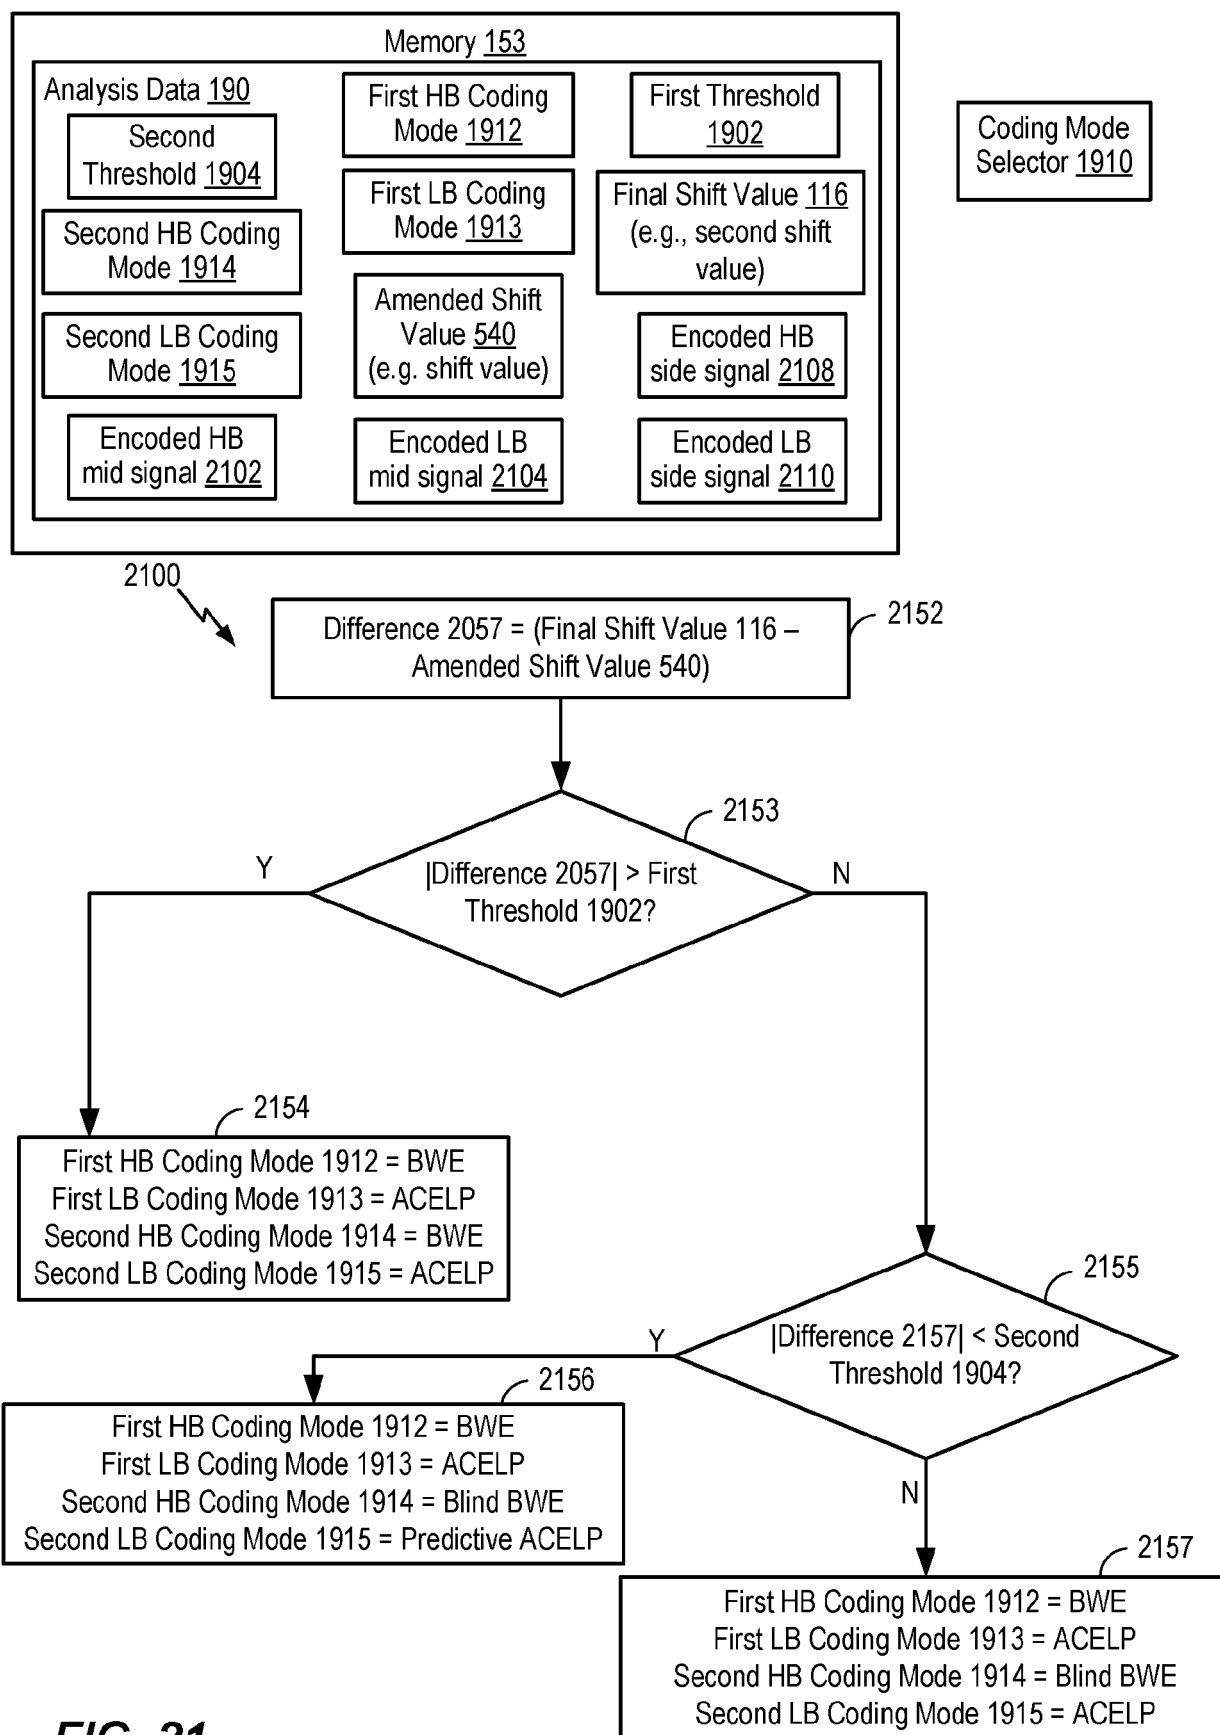 Memory 153
Analysis Data 190
Second
Threshold 1904
Second HB Coding
Mode 1914
Second LB Coding
Mode 1915
Encoded HB
mid signal 2102
First HB Coding
Mode 1912
First LB Coding
Mode 1913
Amended Shift
Value 540
(e.g. shift value)
Encoded LB
mid signal 2104
First Threshold
1902
Final Shift Value 116
(e.g., second shift
value)
Encoded HB
side signal 2108
Encoded LB
side signal 2110
Coding Mode
Selector 1910
2100
2152
Difference 2057 = (Final Shift Value 116 –
Amended Shift Value 540)
2153
|Difference 2057| > First
Threshold 1902?
Y
N
2154
First HB Coding Mode 1912 = BWE
First LB Coding Mode 1913 = ACELP
Second HB Coding Mode 1914 = BWE
Second LB Coding Mode 1915 = ACELP
2155
|Difference 2157| < Second
Threshold 1904?
Y
N
2156
First HB Coding Mode 1912 = BWE
First LB Coding Mode 1913 = ACELP
Second HB Coding Mode 1914 = Blind BWE
Second LB Coding Mode 1915 = Predictive ACELP
2157
First HB Coding Mode 1912 = BWE
First LB Coding Mode 1913 = ACELP
Second HB Coding Mode 1914 = Blind BWE
Second LB Coding Mode 1915 = ACELP
FIG. 21